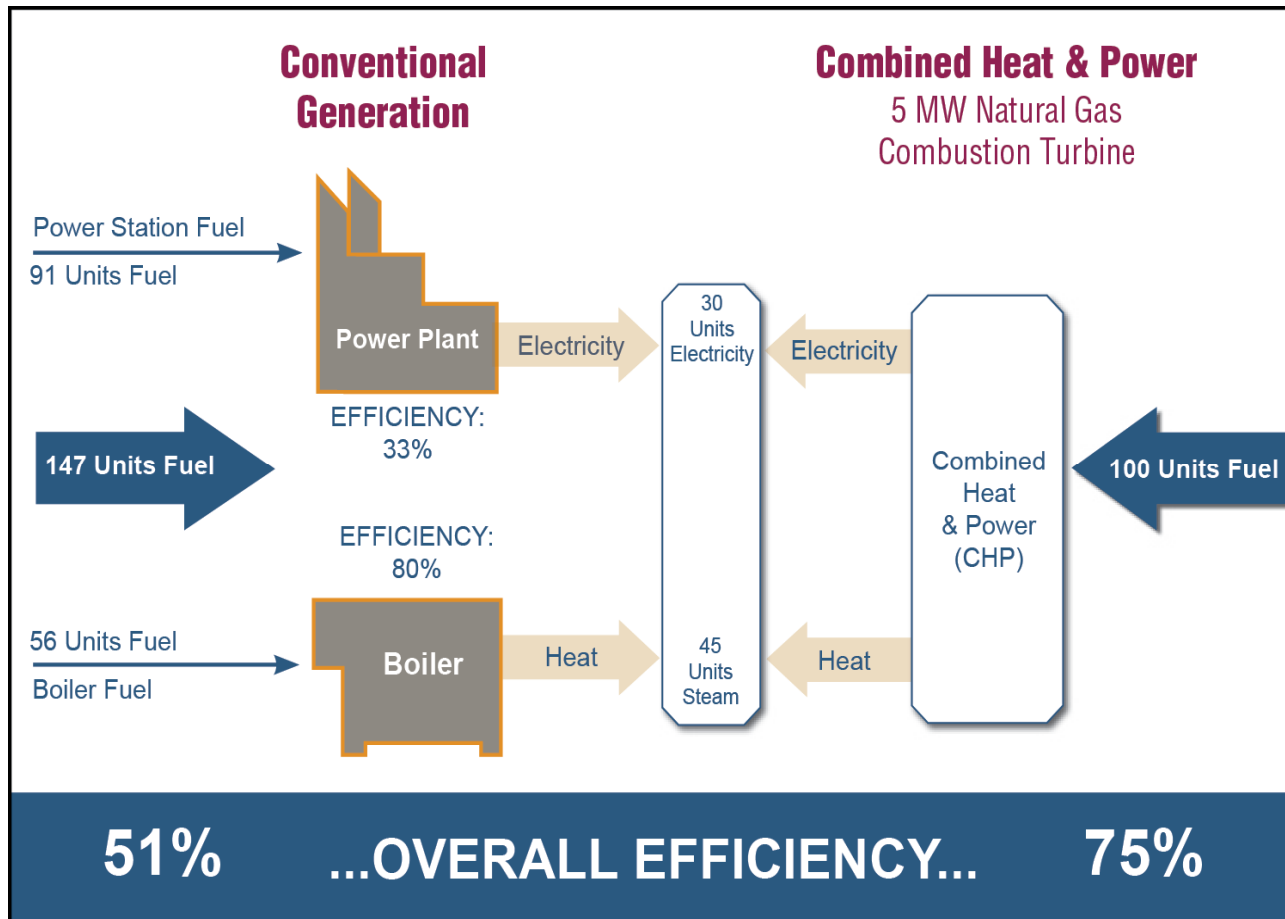 Conventional
Generation
Combined Heat & Power
5 MW Natural Gas
Combustion Turbine
Power Station Fuel
91 Units Fuel
Power Plant
Electricity
30
Units
Electricity
Electricity
EFFICIENCY:
33%
147 Units Fuel
Combined
Heat
& Power
(CHP)
100 Units Fuel
EFFICIENCY:
80%
56 Units Fuel
Boiler Fuel
Boiler
Heat
45
Units
Steam
Heat
51%
...OVERALL EFFICIENCY...
75%